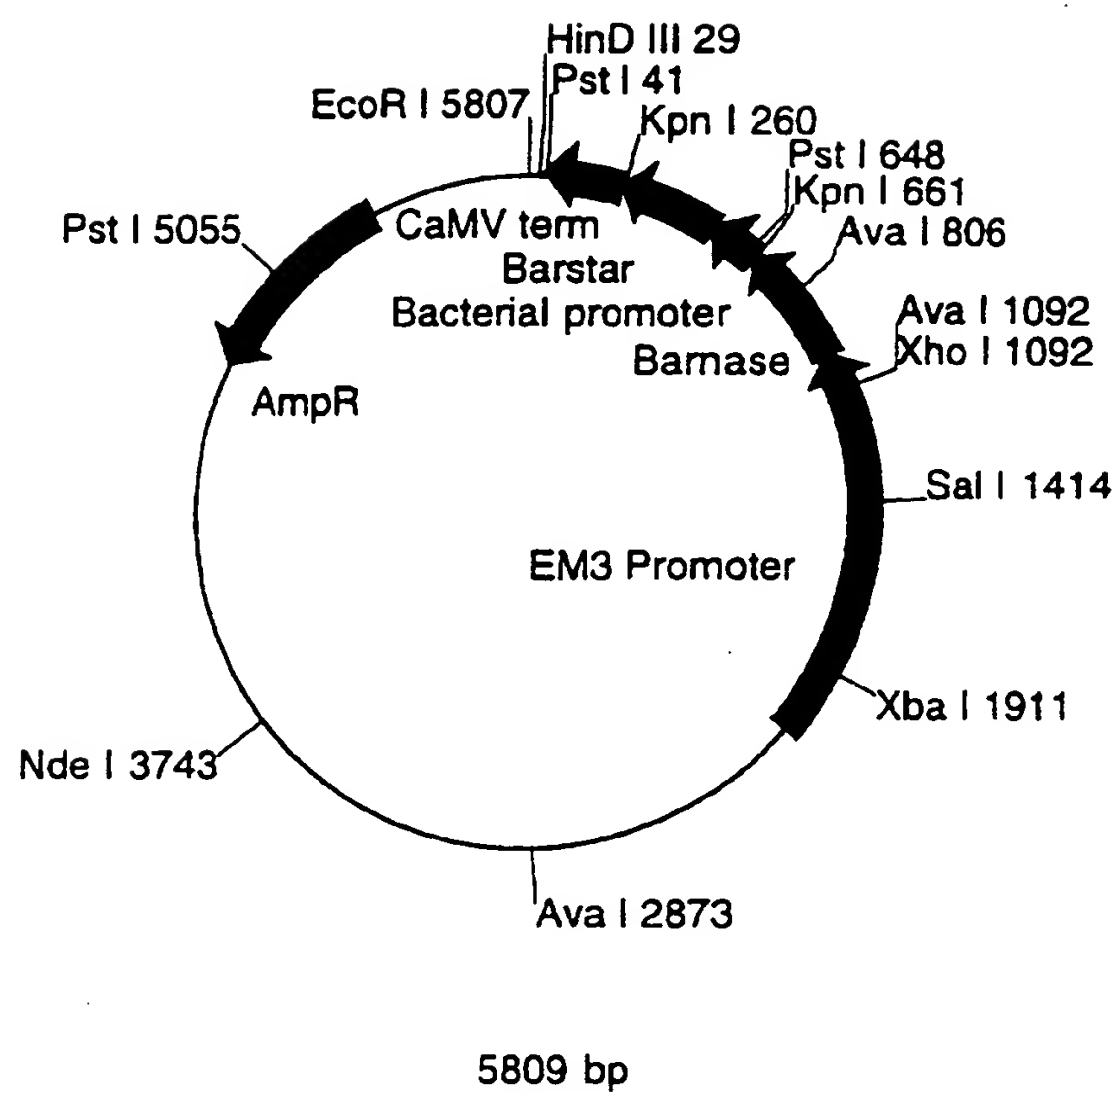 HinD III 29
Pst I 41
EcoR I 5807
Kpn I 260
Pst I 648
Kpn I 661
Pst I 5055
CaMV term
Ava I 806
Barstar
Bacterial promoter
Ava I 1092
Barnase
Xho I 1092
AmpR
Sal I 1414
EM3 Promoter
Xba I 1911
Nde I 3743
Ava I 2873
5809 bp